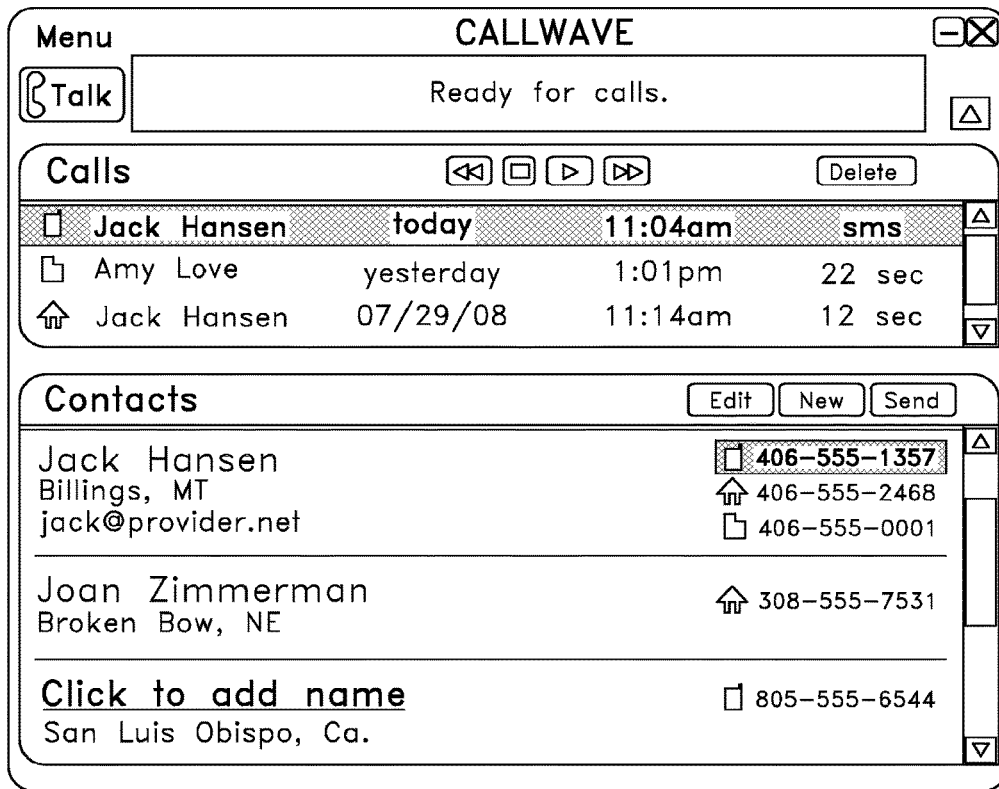 Menu CALLWAVE
Talk Ready for calls.
Calls Delete
Jack Hansen today 11:04am sms
Amy Love yesterday 1:01pm 22 sec
Jack Hansen 07/29/08 11:14am 12 sec
Contacts Edit New Send
Jack Hansen 406-555-1357
Billings, MT 406-555-2468
jack@provider.net 406-555-0001
Joan Zimmerman 308-555-7531
Broken Bow, NE
Click to add name 805-555-6544
San Luis Obispo, Ca.